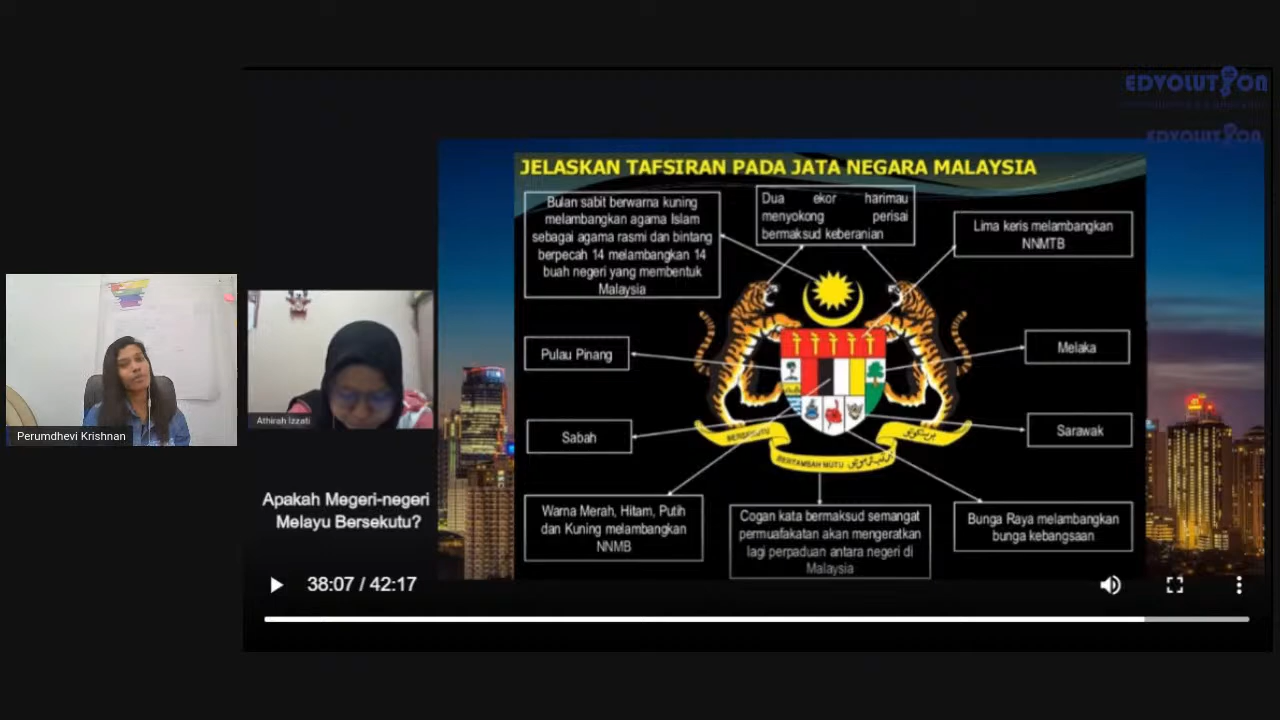 EDVOLUTION
EDVOLUTION
JELASKAN TAFSIRAN PADA JATA NEGARA MALAYSIA
Bulan sabit berwarna kuning
melambangkan agama Islam
sebagai agama rasmi dan bintang
berpecah 14 melambangkan 14
buah negeri yang membentuk
Malaysia
Dua ekor harimau
menyokong perisai
bermaksud keberanian
Lima keris melambangkan
NNMTB
Pulau Pinang
Melaka
Sabah
Sarawak
BERSEKUTU
BERTAMBAH MUTU
Warna Merah, Hitam, Putih
dan Kuning melambangkan
NNMB
Cogan kata bermaksud semangat
permuafakatan akan mengeratkan
lagi perpaduan antara negeri di
Malaysia
Bunga Raya melambangkan
bunga kebangsaan
Perumdhevi Krishnan
Athirah Izzati
Apakah Megeri-negeri
Melayu Bersekutu?
38:07 / 42:17